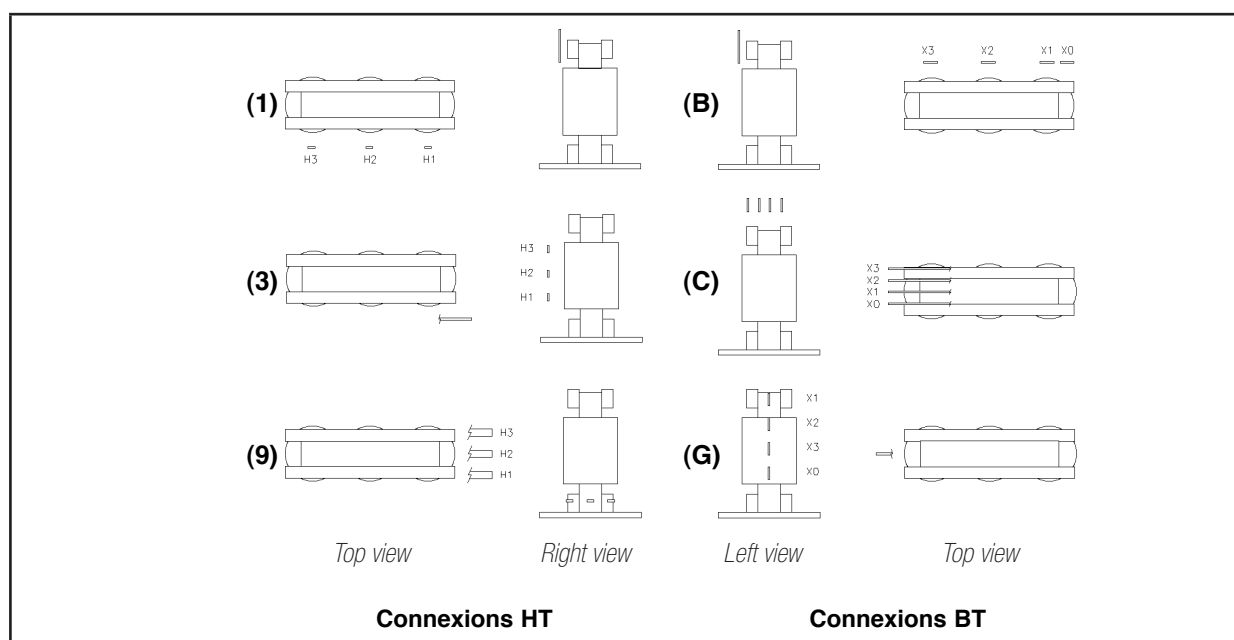 X3 X2 X1 X0
(1) (B)
H3 H2 H1
H3
H2
H1
(3) (C)
X3
X2
X1
X0
H3
H2
H1
(9) (G)
X1
X2
X3
X0
Top view Right view Left view Top view
Connexions HT Connexions BT